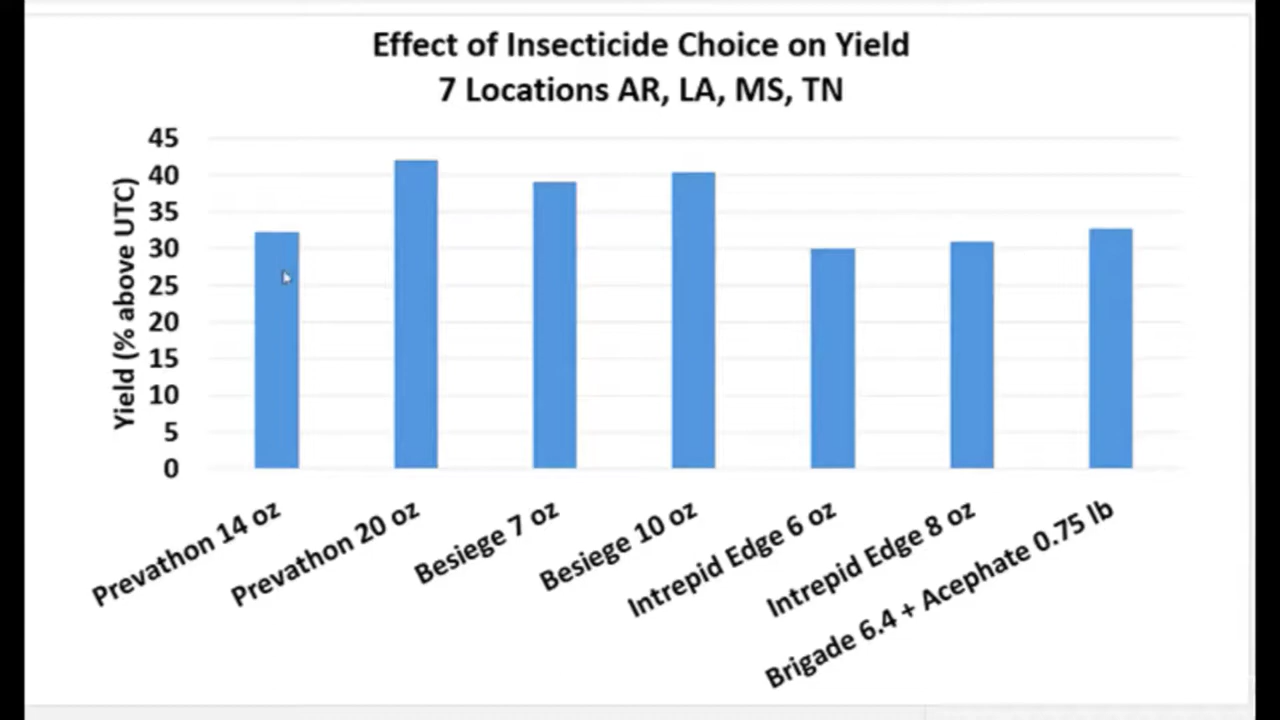 Effect of Insecticide Choice on Yield
7 Locations AR, LA, MS, TN
Yield (% above UTC)
45
40
35
30
25
20
15
10
5
0
Prevathon 14 oz
Prevathon 20 oz
Besiege 7 oz
Besiege 10 oz
Intrepid Edge 6 oz
Intrepid Edge 8 oz
Brigade 6.4 + Acephate 0.75 lb